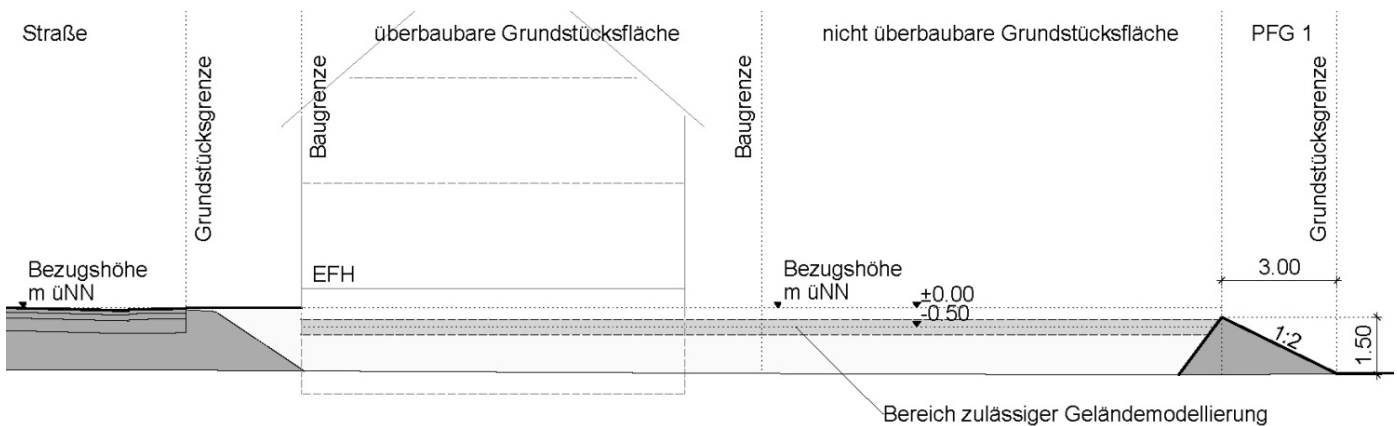 Straße
überbaubare Grundstücksfläche
nicht überbaubare Grundstücksfläche
PFG 1
Grundstücksgrenze
Baugrenze
Baugrenze
Grundstücksgrenze
Bezugshöhe
m üNN
EFH
Bezugshöhe
m üNN
±0.00
-0.50
3.00
1:2
1.50
Bereich zulässiger Geländemodellierung